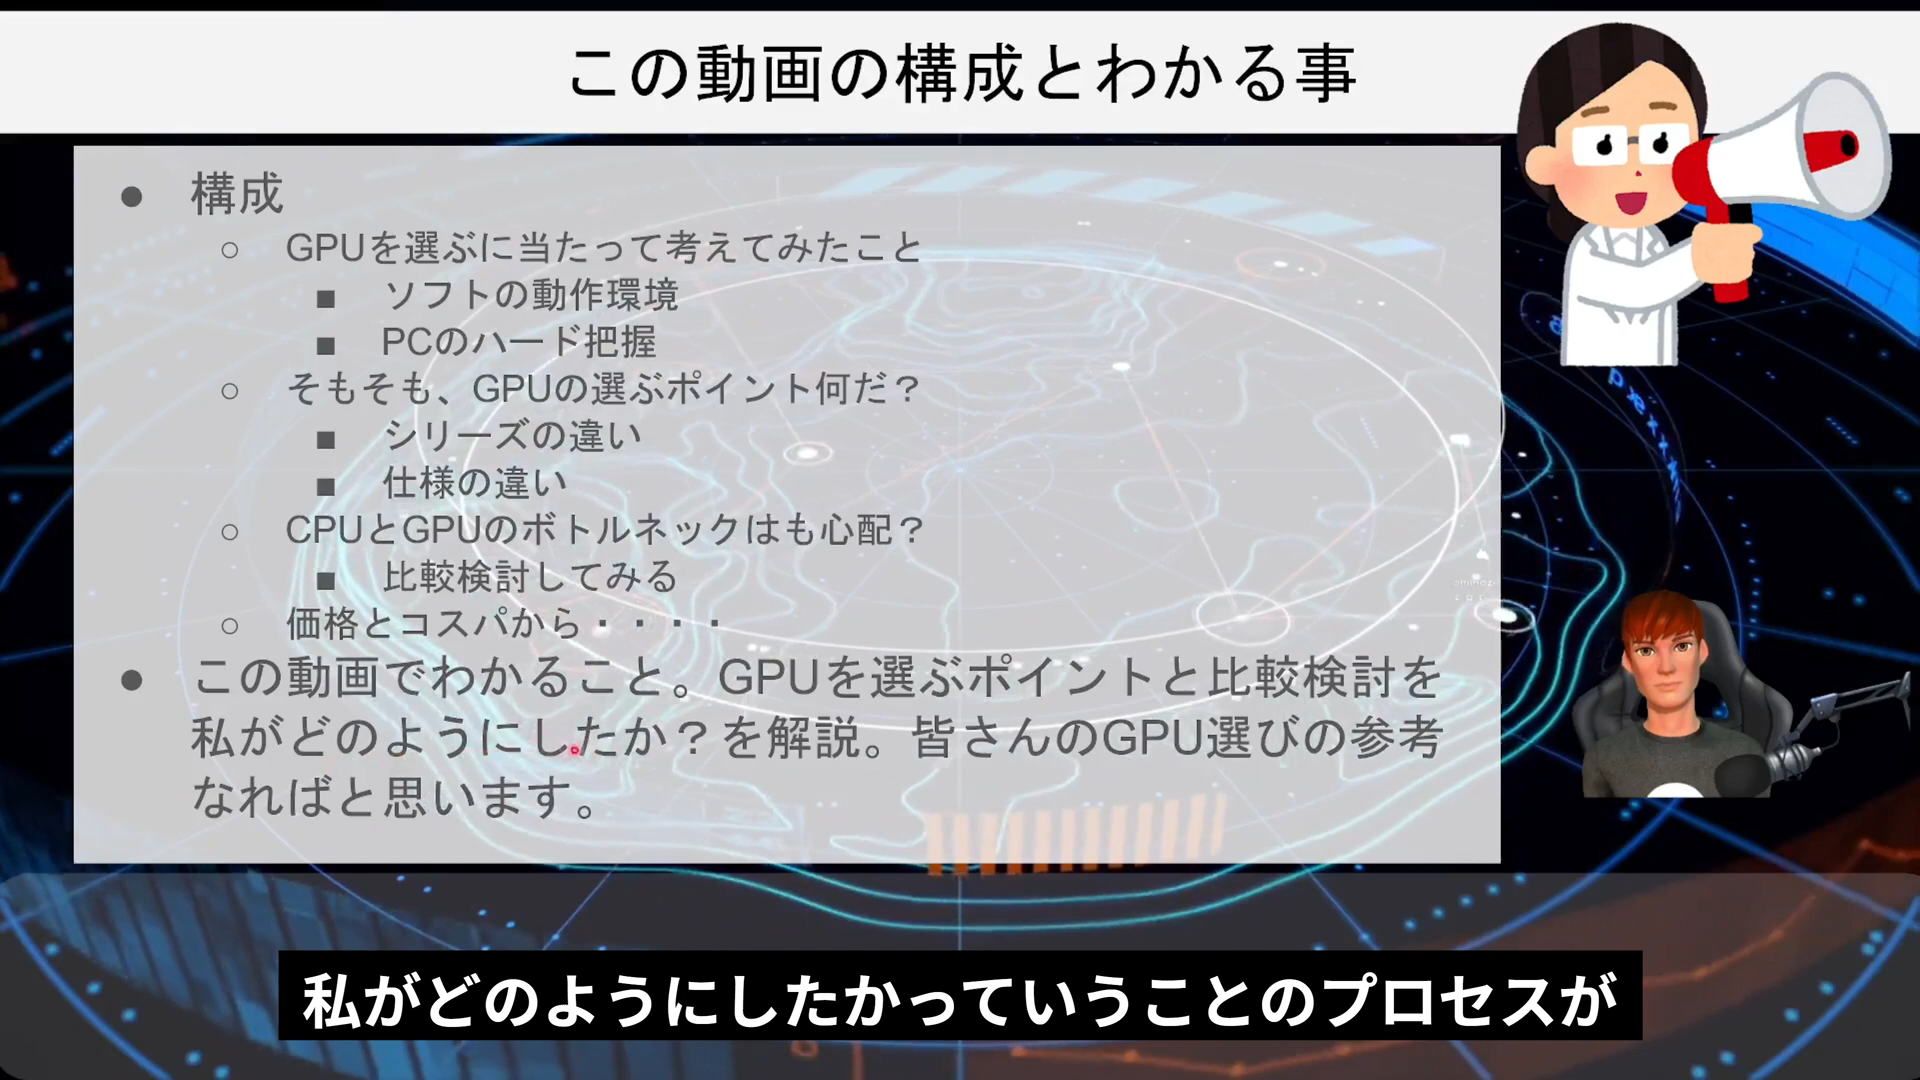 この動画の構成とわかる事
● 構成
○ GPUを選ぶに当たって考えてみたこと
■ ソフトの動作環境
■ PCのハード把握
○ そもそも、GPUの選ぶポイント何だ？
■ シリーズの違い
■ 仕様の違い
○ CPUとGPUのボトルネックはも心配？
■ 比較検討してみる
○ 価格とコスパから・・・・
● この動画でわかること。GPUを選ぶポイントと比較検討を
私がどのようにしたか？を解説。皆さんのGPU選びの参考
なればと思います。
私がどのようにしたかっていうことのプロセスが